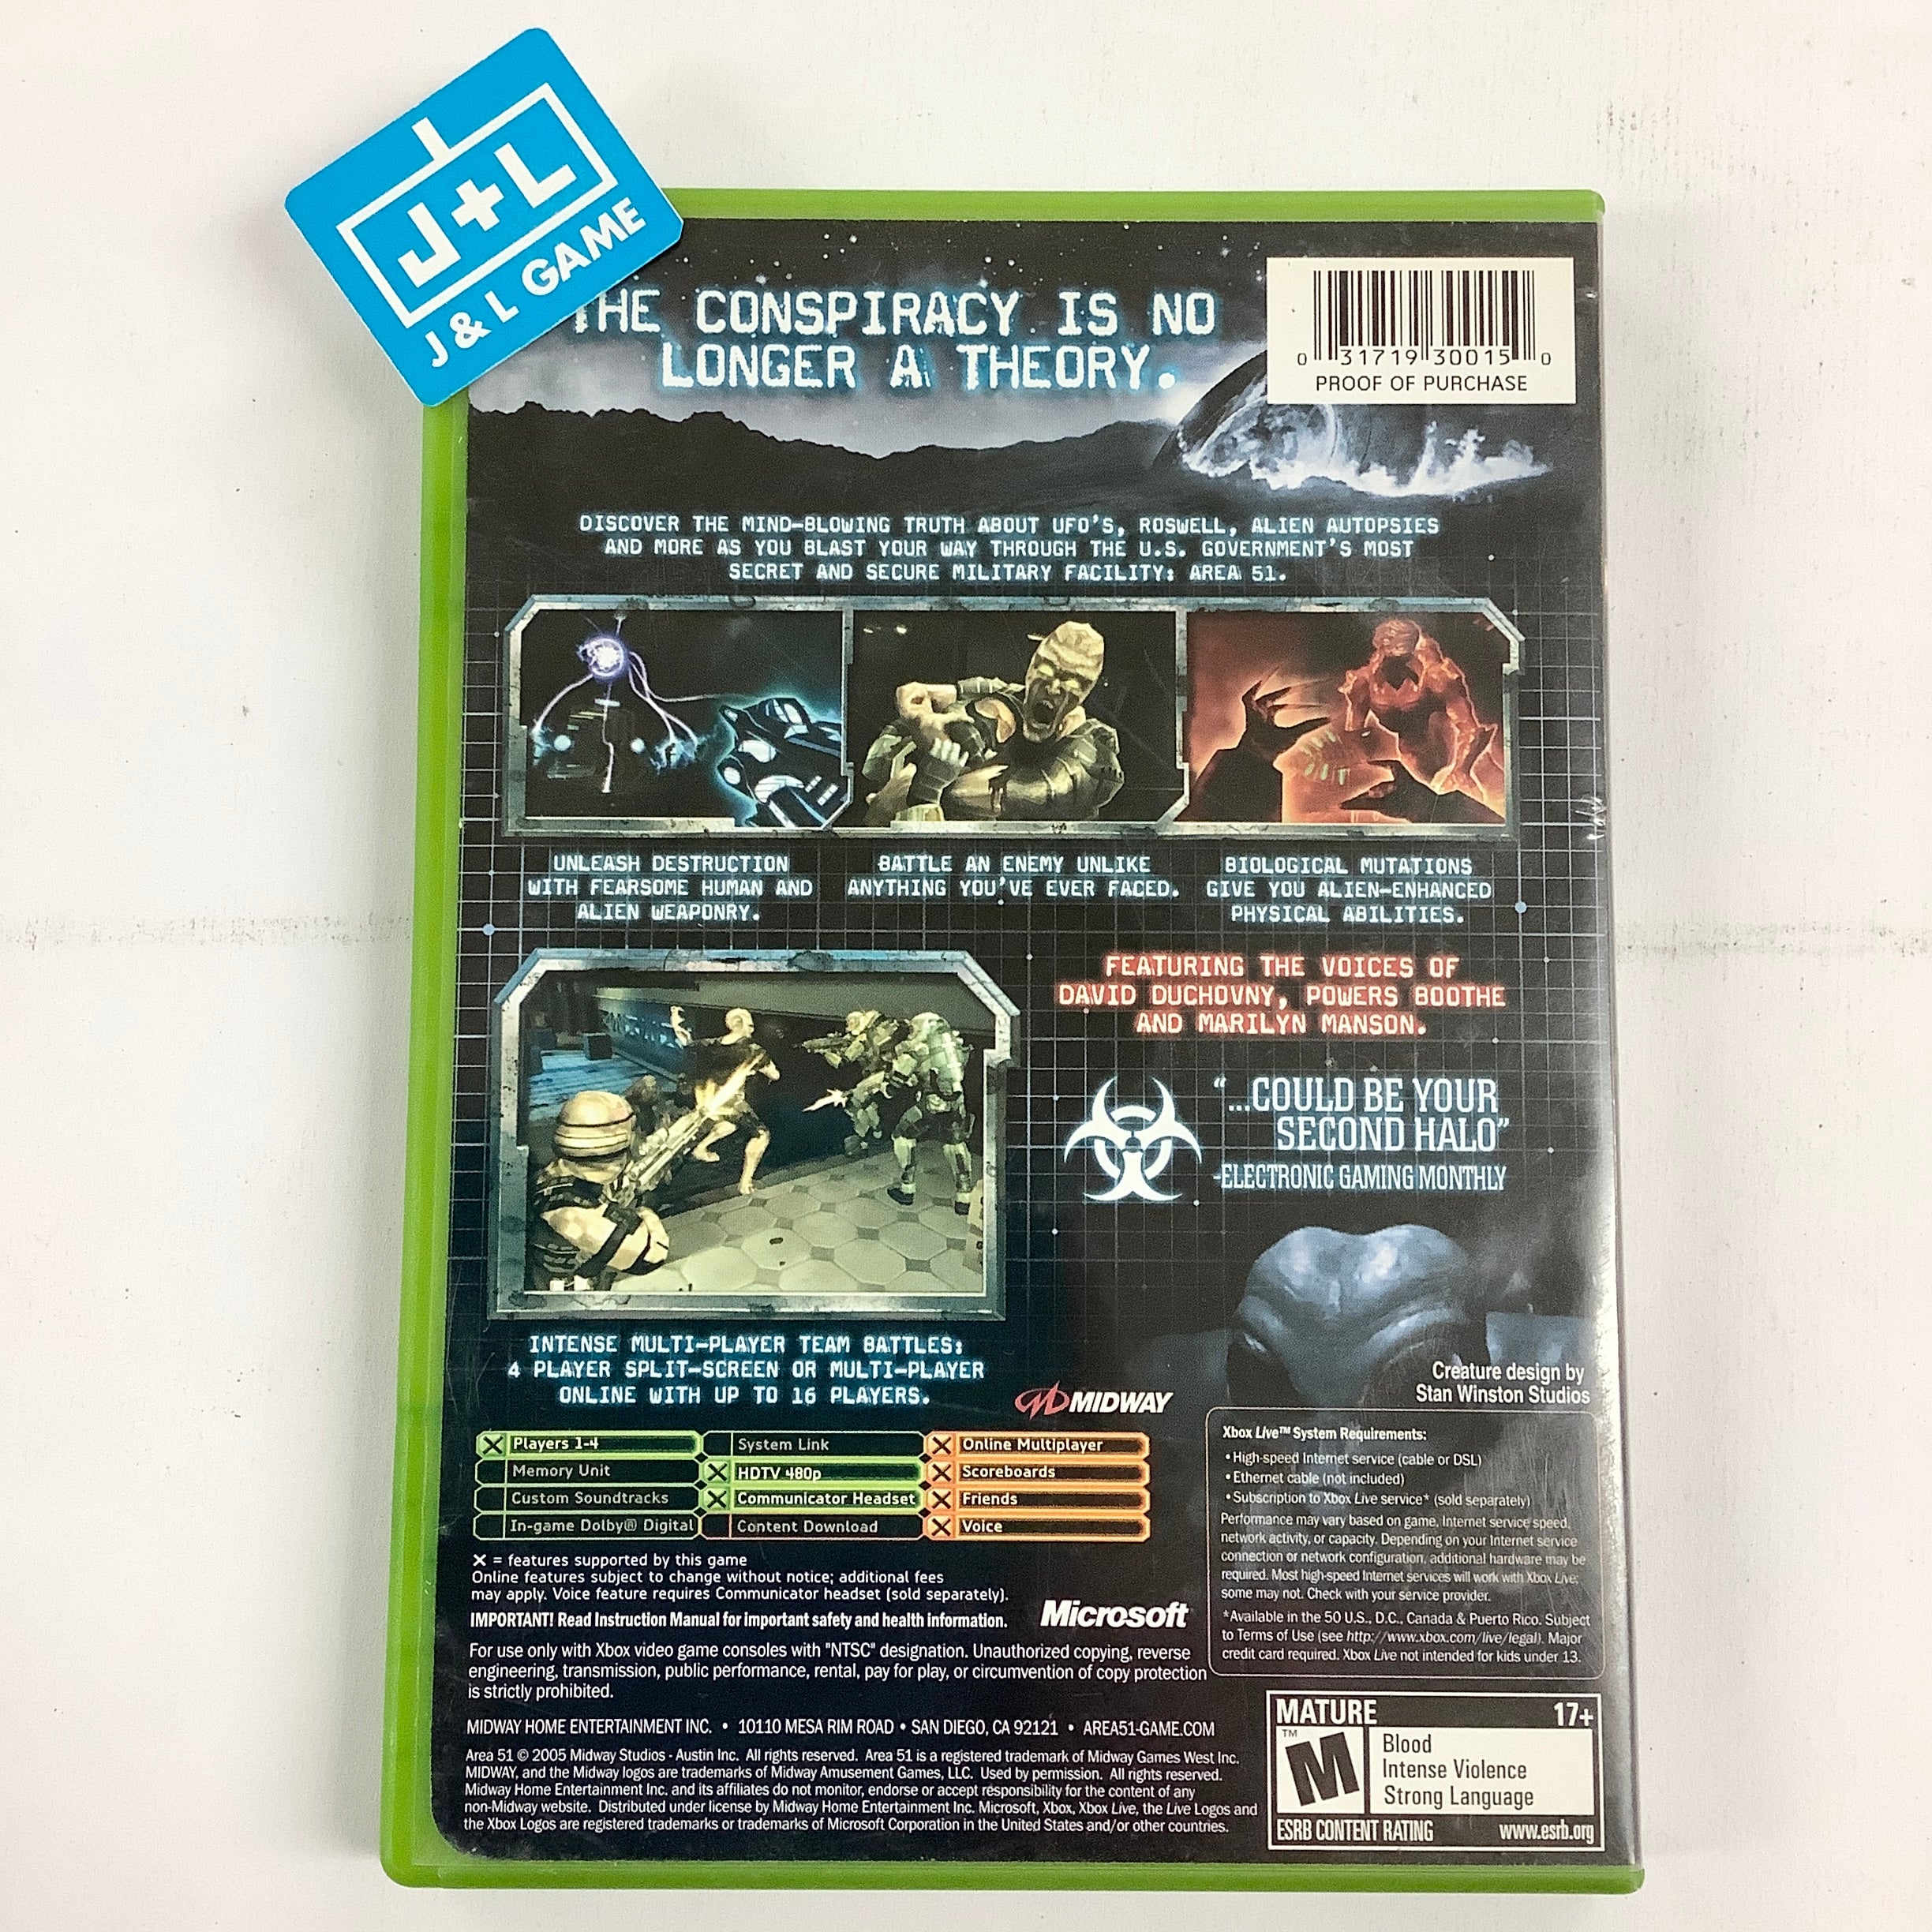 J+L
J & L GAME
THE CONSPIRACY IS NO
LONGER A THEORY.
0 31719 30015 0
PROOF OF PURCHASE
DISCOVER THE MIND-BLOWING TRUTH ABOUT UFO'S, ROSWELL, ALIEN AUTOPSIES
AND MORE AS YOU BLAST YOUR WAY THROUGH THE U.S. GOVERNMENT'S MOST
SECRET AND SECURE MILITARY FACILITY: AREA 51.
UNLEASH DESTRUCTION
WITH FEARSOME HUMAN AND
ALIEN WEAPONRY.
BATTLE AN ENEMY UNLIKE
ANYTHING YOU'VE EVER FACED.
BIOLOGICAL MUTATIONS
GIVE YOU ALIEN-ENHANCED
PHYSICAL ABILITIES.
FEATURING THE VOICES OF
DAVID DUCHOVNY, POWERS BOOTHE
AND MARILYN MANSON.
"...COULD BE YOUR
SECOND HALO"
-ELECTRONIC GAMING MONTHLY
INTENSE MULTI-PLAYER TEAM BATTLES:
4 PLAYER SPLIT-SCREEN OR MULTI-PLAYER
ONLINE WITH UP TO 16 PLAYERS.
MIDWAY
Creature design by
Stan Winston Studios
X Players 1-4
Memory Unit
Custom Soundtracks
In-game Dolby® Digital
System Link
X HDTV 480p
X Communicator Headset
Content Download
X Online Multiplayer
X Scoreboards
X Friends
X Voice
X = features supported by this game
Online features subject to change without notice; additional fees
may apply. Voice feature requires Communicator headset (sold separately).
IMPORTANT! Read Instruction Manual for important safety and health information.
Microsoft
For use only with Xbox video game consoles with "NTSC" designation. Unauthorized copying, reverse
engineering, transmission, public performance, rental, pay for play, or circumvention of copy protection
is strictly prohibited.
Xbox Live™ System Requirements:
• High-speed Internet service (cable or DSL)
• Ethernet cable (not included)
• Subscription to Xbox Live service* (sold separately)
Performance may vary based on game, Internet service speed,
network activity, or capacity. Depending on your Internet service
connection or network configuration, additional hardware may be
required. Most high-speed Internet services will work with Xbox Live;
some may not. Check with your service provider.
*Available in the 50 U.S., D.C., Canada & Puerto Rico. Subject
to Terms of Use (see http://www.xbox.com/live/legal). Major
credit card required. Xbox Live not intended for kids under 13.
MIDWAY HOME ENTERTAINMENT INC. • 10110 MESA RIM ROAD • SAN DIEGO, CA 92121 • AREA51-GAME.COM
Area 51 © 2005 Midway Studios - Austin Inc. All rights reserved. Area 51 is a registered trademark of Midway Games West Inc.
MIDWAY, and the Midway logos are trademarks of Midway Amusement Games, LLC. Used by permission. All rights reserved.
Midway Home Entertainment Inc. and its affiliates do not monitor, endorse or accept responsibility for the content of any
non-Midway website. Distributed under license by Midway Home Entertainment Inc. Microsoft, Xbox, Xbox Live, the Live Logos and
the Xbox Logos are registered trademarks or trademarks of Microsoft Corporation in the United States and/or other countries.
MATURE 17+
M
™
Blood
Intense Violence
Strong Language
ESRB CONTENT RATING www.esrb.org